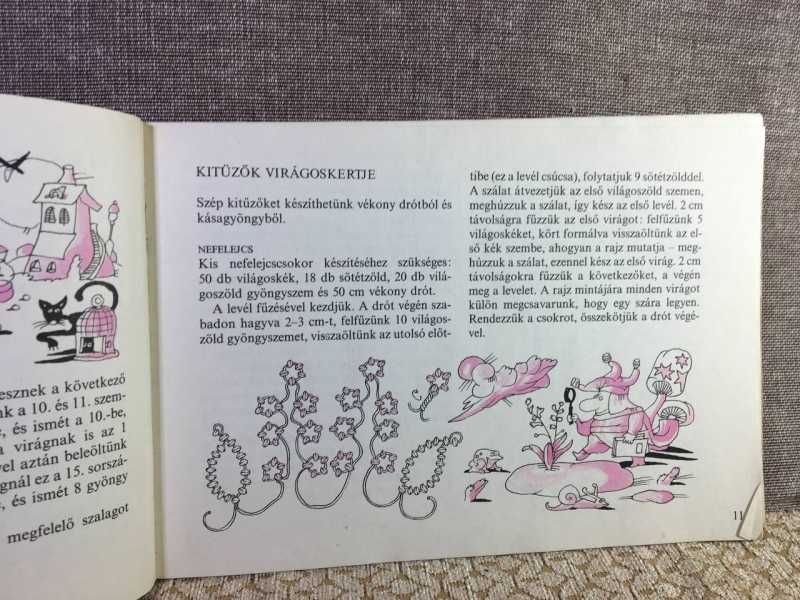 esznek a következő
nk a 10. és 11. szem-
, és ismét a 10.-be,
a virágnak is az 1
vel aztán beleöltünk
gnál ez a 15. sorszá-
, és ismét 8 gyöngy
megfelelő szalagot
KITŰZŐK VIRÁGOSKERTJE
Szép kitűzőket készíthetünk vékony drótból és
kásagyöngyből.
NEFELEJCS
Kis nefelejcscsokor készítéséhez szükséges:
50 db világoskék, 18 db sötétzöld, 20 db vilá-
goszöld gyöngyszem és 50 cm vékony drót.
A levél fűzésével kezdjük. A drót végén sza-
badon hagyva 2–3 cm-t, felfűzünk 10 világos-
zöld gyöngyszemet, visszaöltünk az utolsó előt-
tibe (ez a levél csúcsa), folytatjuk 9 sötétzölddel.
A szálat átvezetjük az első világoszöld szemen,
meghúzzuk a szálat, így kész az első levél. 2 cm
távolságra fűzzük az első virágot: felfűzünk 5
világoskéket, kört formálva visszaöltünk az el-
ső kék szembe, ahogyan a rajz mutatja – meg-
húzzuk a szálat, ezennel kész az első virág. 2 cm
távolságokra fűzzük a következőket, a végén
meg a levelet. A rajz mintájára minden virágot
külön megcsavarunk, hogy egy szára legyen.
Rendezzük a csokrot, összekötjük a drót végé-
vel.
11